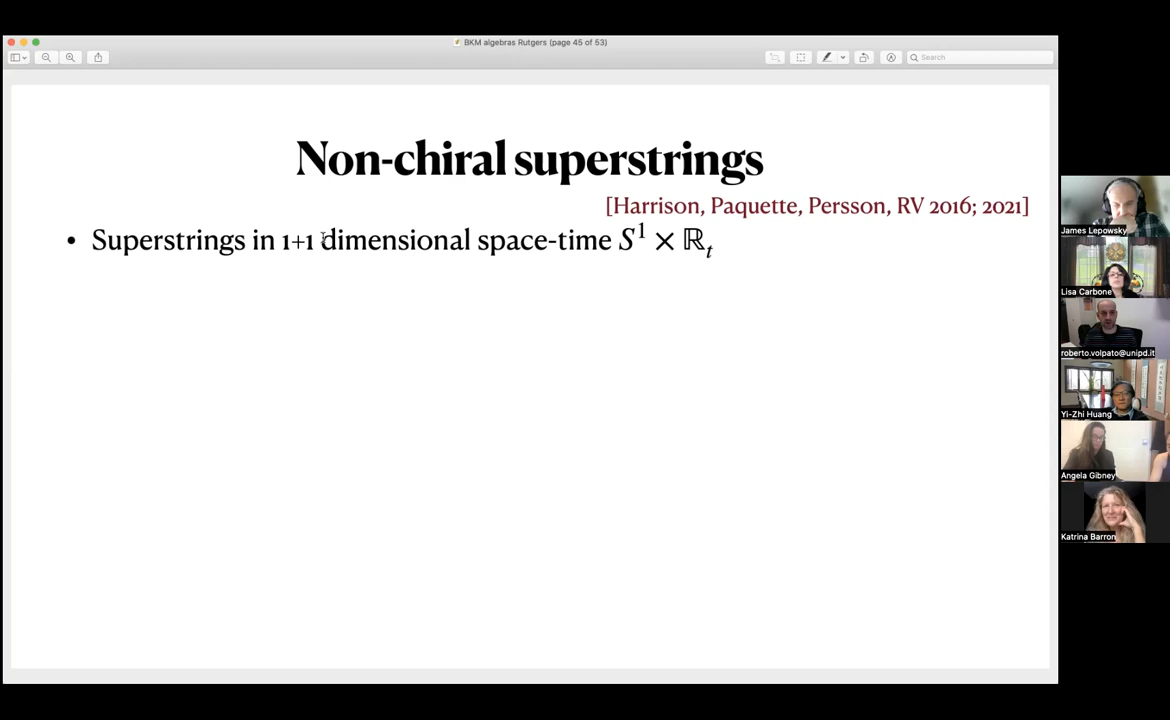 BKM algebras Rutgers (page 45 of 53)
Search
Non-chiral superstrings
[Harrison, Paquette, Persson, RV 2016; 2021]
• Superstrings in 1+1 dimensional space-time S¹ × ℝₜ
James Lepowsky
Lisa Carbone
roberto.volpato@unipd.it
Yi-Zhi Huang
Angela Gibney
Katrina Barron